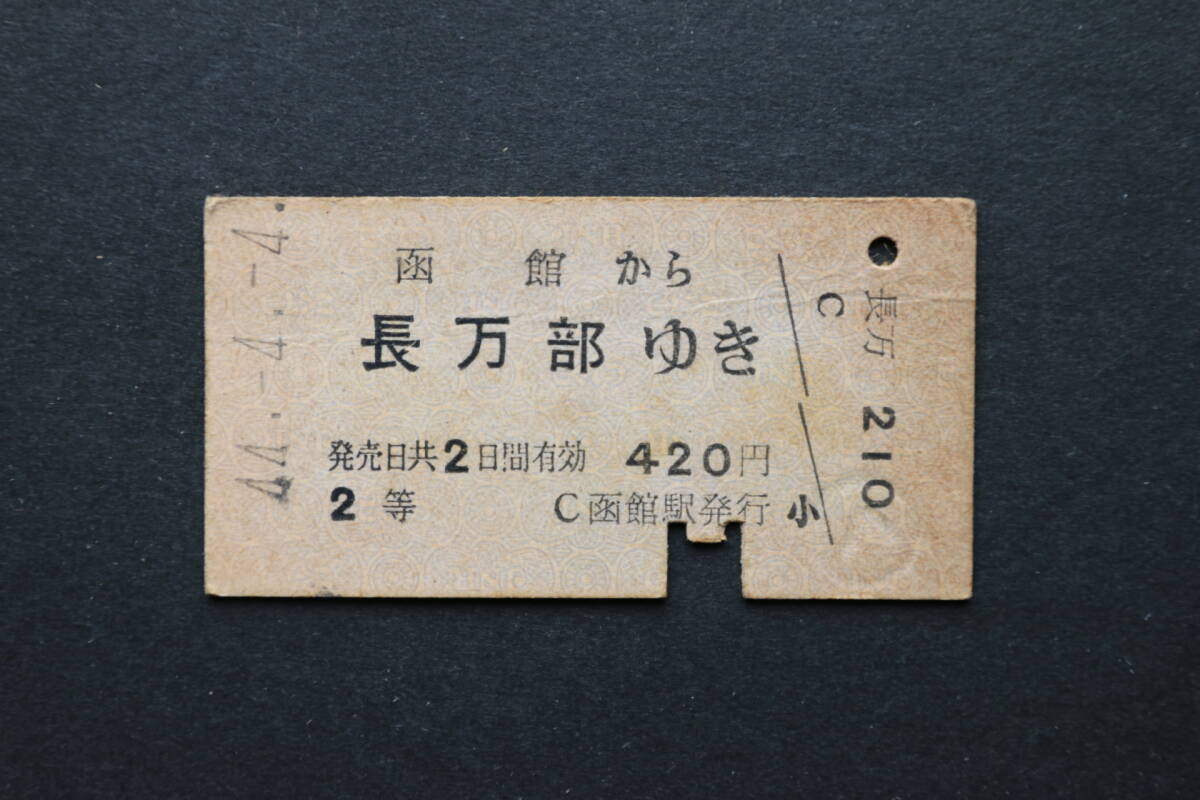 44.-4.-4.
函館から
長万部ゆき
発売日共2日間有効 420円
2等 C函館駅発行 小
C
長万 210